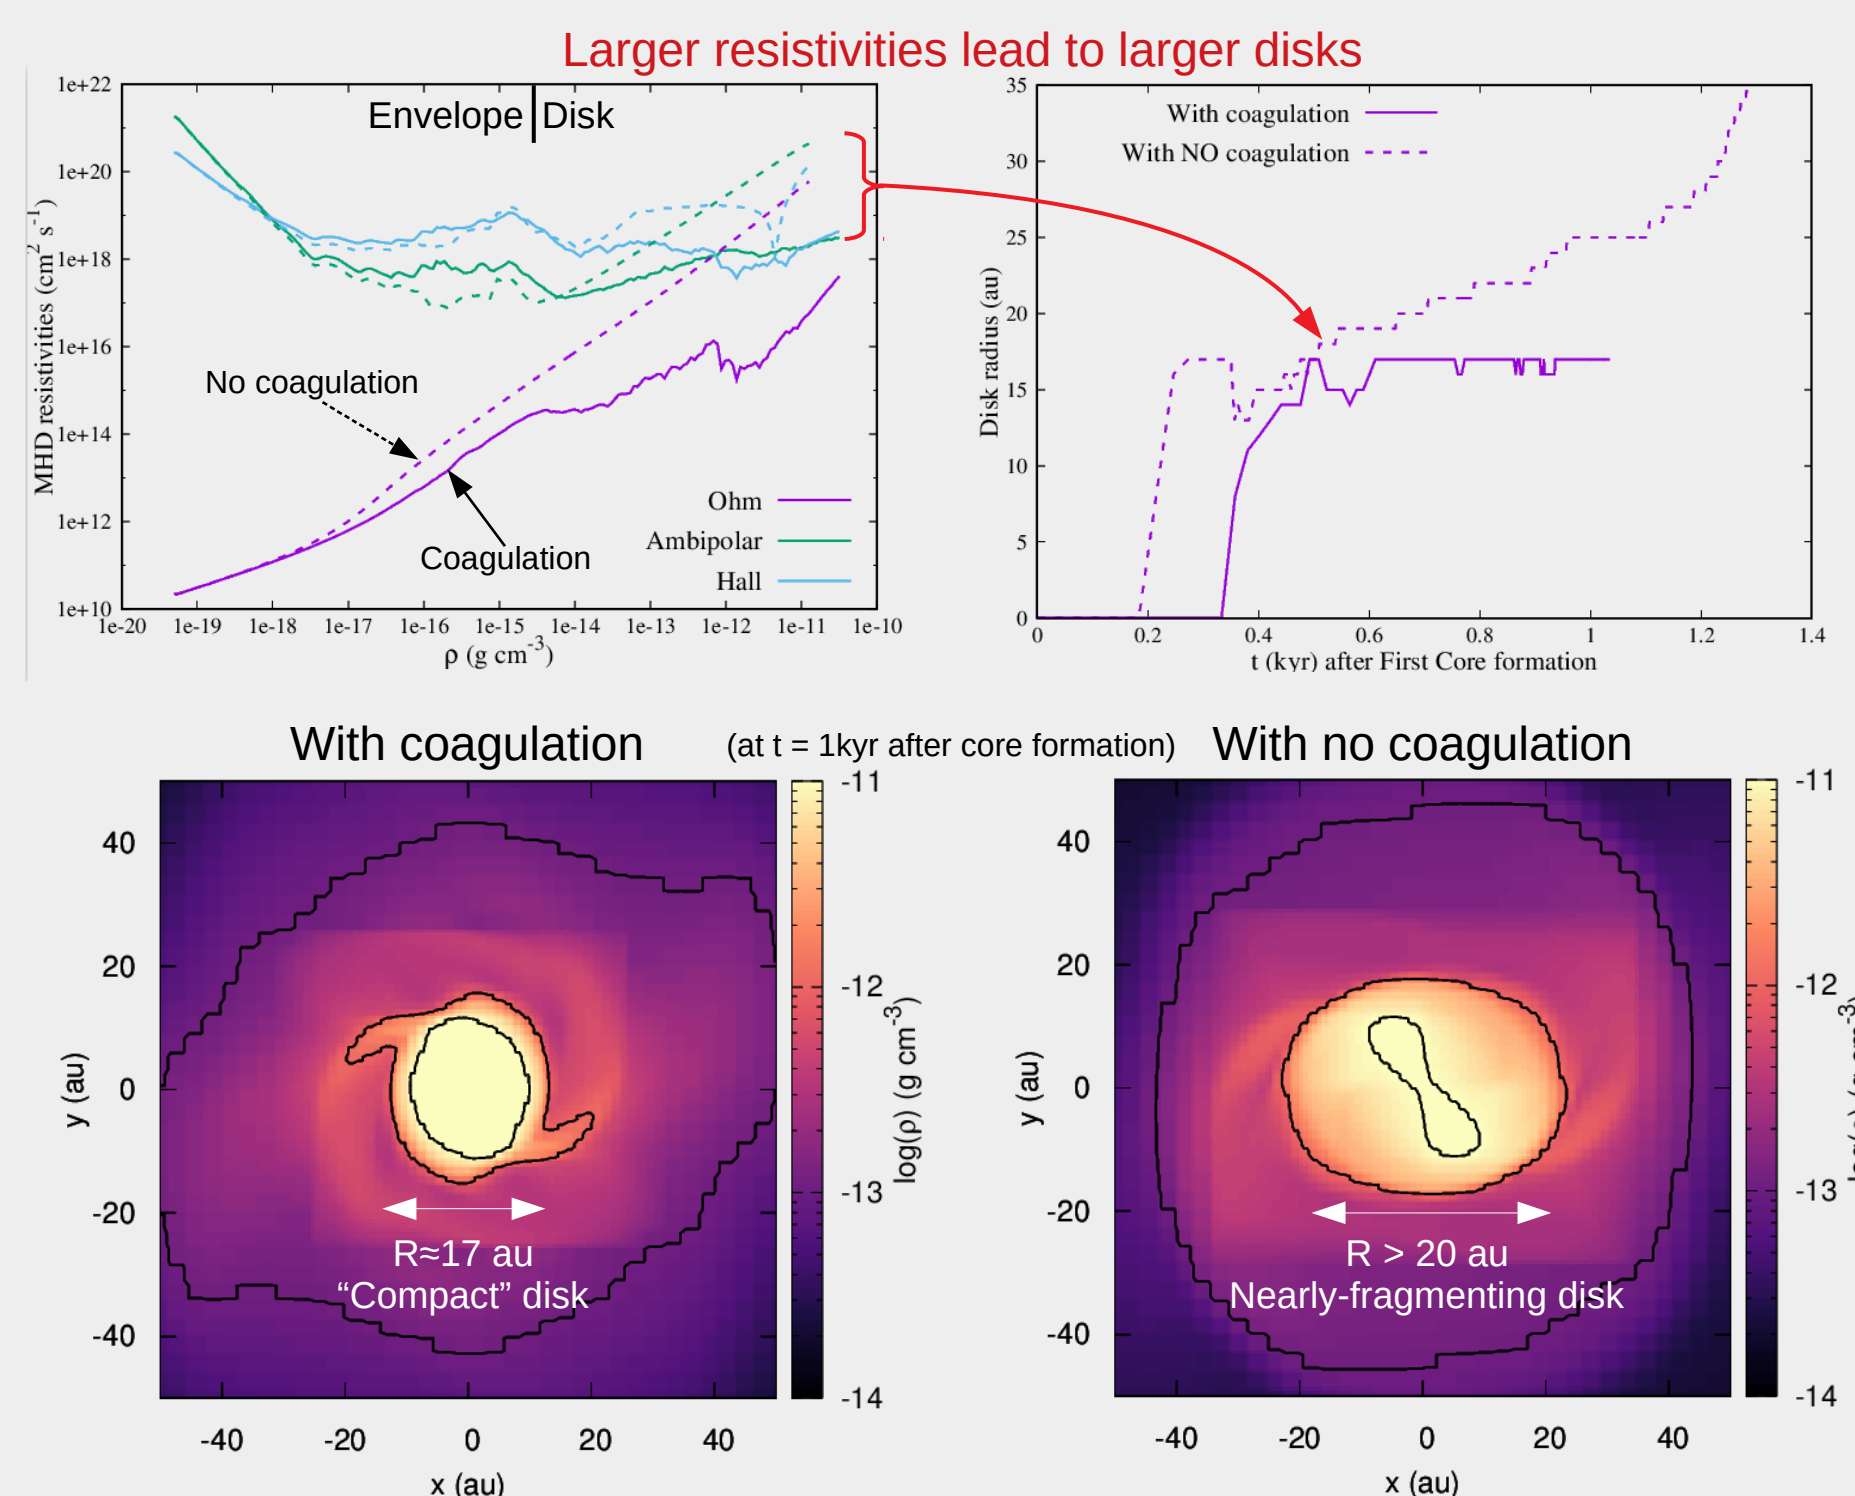 Larger resistivities lead to larger disks
1e+22
1e+20
1e+18
1e+16
1e+14
1e+12
1e+10
MHD resistivities (cm² s⁻¹)
Envelope | Disk
No coagulation
Coagulation
Ohm
Ambipolar
Hall
1e-20 1e-19 1e-18 1e-17 1e-16 1e-15 1e-14 1e-13 1e-12 1e-11 1e-10
ρ (g cm⁻³)
35
30
25
20
15
10
5
0
Disk radius (au)
With coagulation
With NO coagulation
0 0.2 0.4 0.6 0.8 1 1.2 1.4
t (kyr) after First Core formation
With coagulation
(at t = 1kyr after core formation)
With no coagulation
40
20
0
-20
-40
y (au)
R≈17 au
“Compact” disk
-40 -20 0 20 40
x (au)
-11
-12
-13
-14
log(ρ) (g cm⁻³)
40
20
0
-20
-40
y (au)
R > 20 au
Nearly-fragmenting disk
-40 -20 0 20 40
x (au)
-11
-12
-13
-14